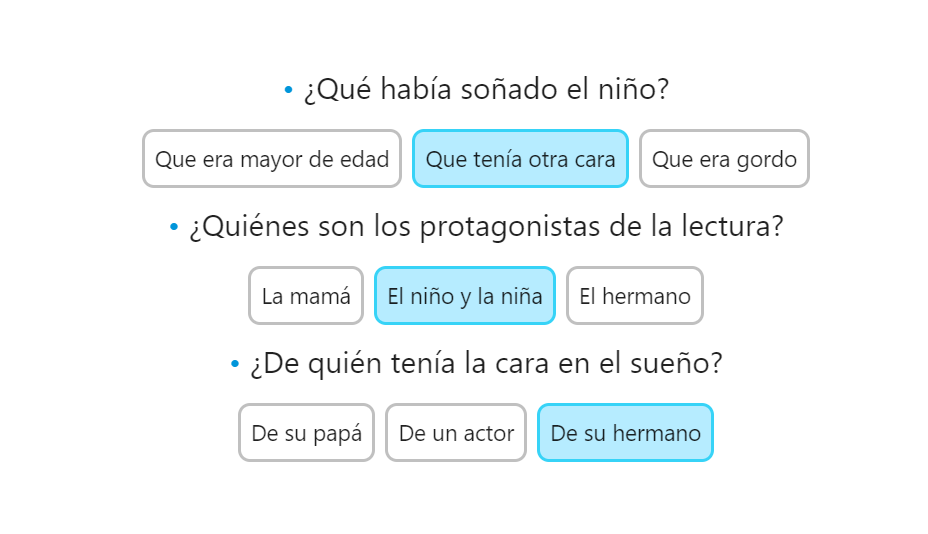 • ¿Qué había soñado el niño?
Que era mayor de edad Que tenía otra cara Que era gordo
• ¿Quiénes son los protagonistas de la lectura?
La mamá El niño y la niña El hermano
• ¿De quién tenía la cara en el sueño?
De su papá De un actor De su hermano